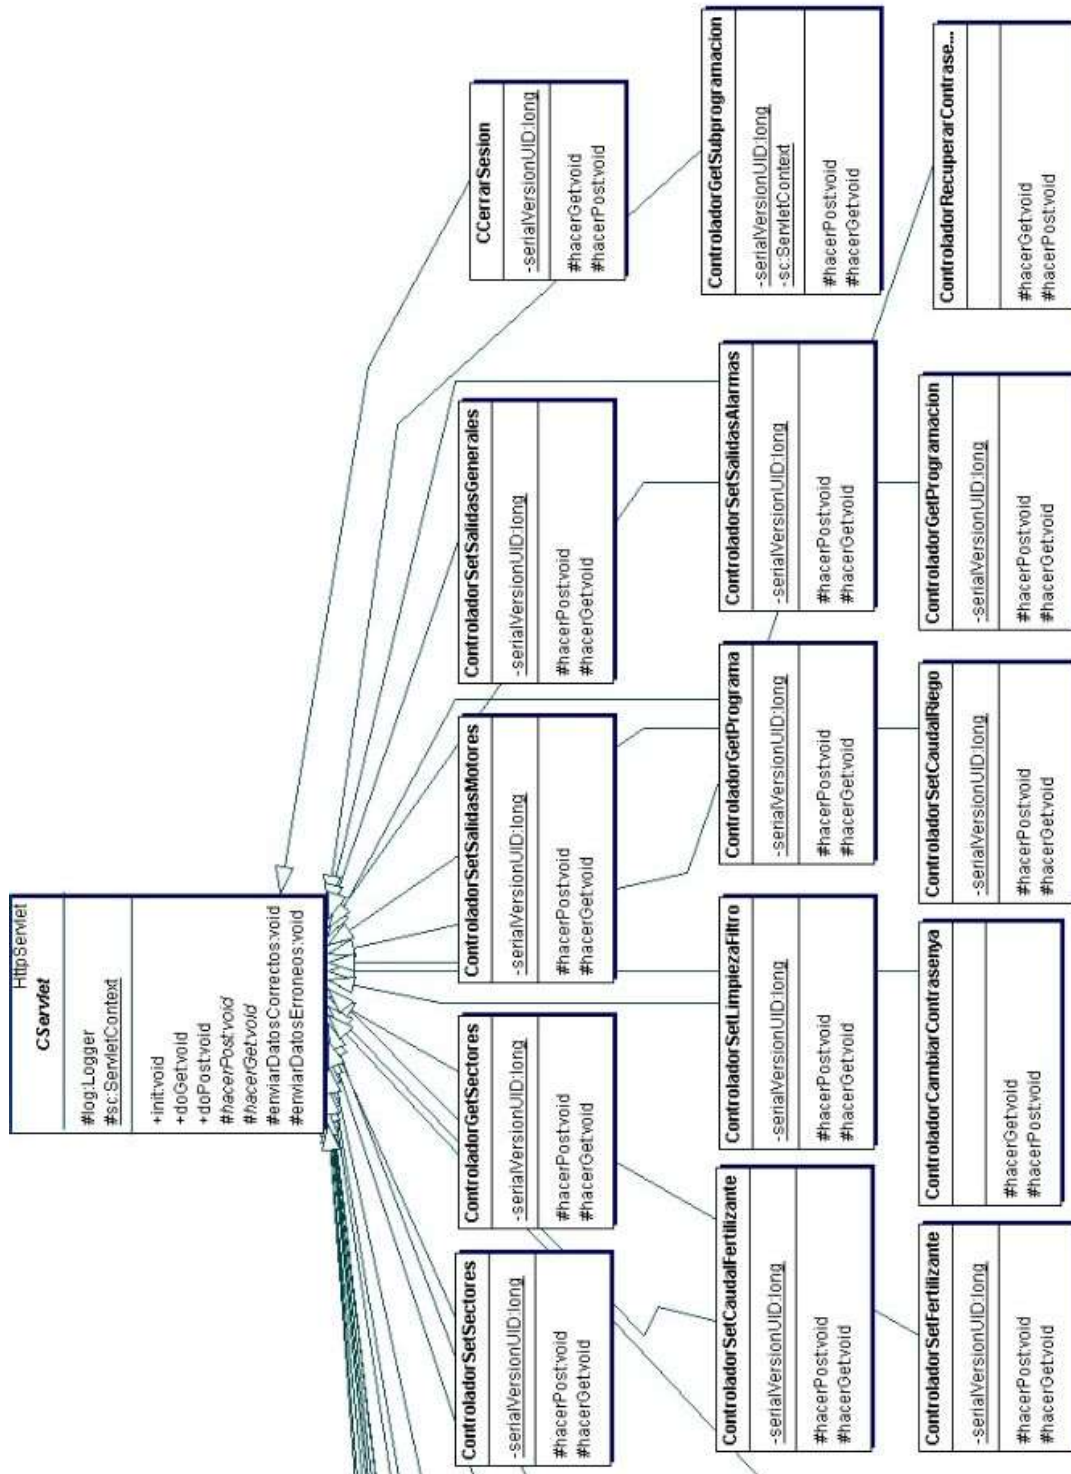 HttpServlet
CServlet
#log:Logger
#sc:ServletContext
+init:void
+doGet:void
+doPost:void
#hacerPost:void
#hacerGet:void
#enviarDatosCorrectos:void
#enviarDatosErroneos:void
ControladorSetSectores
-serialVersionUID:long
#hacerPost:void
#hacerGet:void
ControladorGetSectores
-serialVersionUID:long
#hacerPost:void
#hacerGet:void
ControladorSetSalidasMotores
-serialVersionUID:long
#hacerPost:void
#hacerGet:void
ControladorSetSalidasGenerales
-serialVersionUID:long
#hacerPost:void
#hacerGet:void
CCerrarSesion
-serialVersionUID:long
#hacerGet:void
#hacerPost:void
ControladorSetCaudalFertilizante
-serialVersionUID:long
#hacerPost:void
#hacerGet:void
ControladorSetLimpiezaFiltro
-serialVersionUID:long
#hacerPost:void
#hacerGet:void
ControladorGetPrograma
-serialVersionUID:long
#hacerPost:void
#hacerGet:void
ControladorSetSalidasAlarmas
-serialVersionUID:long
#hacerPost:void
#hacerGet:void
ControladorGetSubprogramacion
-serialVersionUID:long
-sc:ServletContext
#hacerPost:void
#hacerGet:void
ControladorSetFertilizante
-serialVersionUID:long
#hacerPost:void
#hacerGet:void
ControladorCambiarContrasenya
#hacerGet:void
#hacerPost:void
ControladorSetCaudalRiego
-serialVersionUID:long
#hacerPost:void
#hacerGet:void
ControladorGetProgramacion
-serialVersionUID:long
#hacerPost:void
#hacerGet:void
ControladorRecuperarContrase...
#hacerGet:void
#hacerPost:void